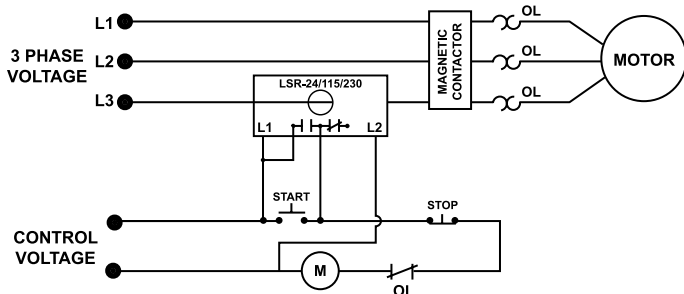 L1
OL
3 PHASE
VOLTAGE
L2
MAGNETIC
CONTACTOR
OL
MOTOR
LSR-24/115/230
L3
OL
L1
L2
START
STOP
CONTROL
VOLTAGE
M
OL